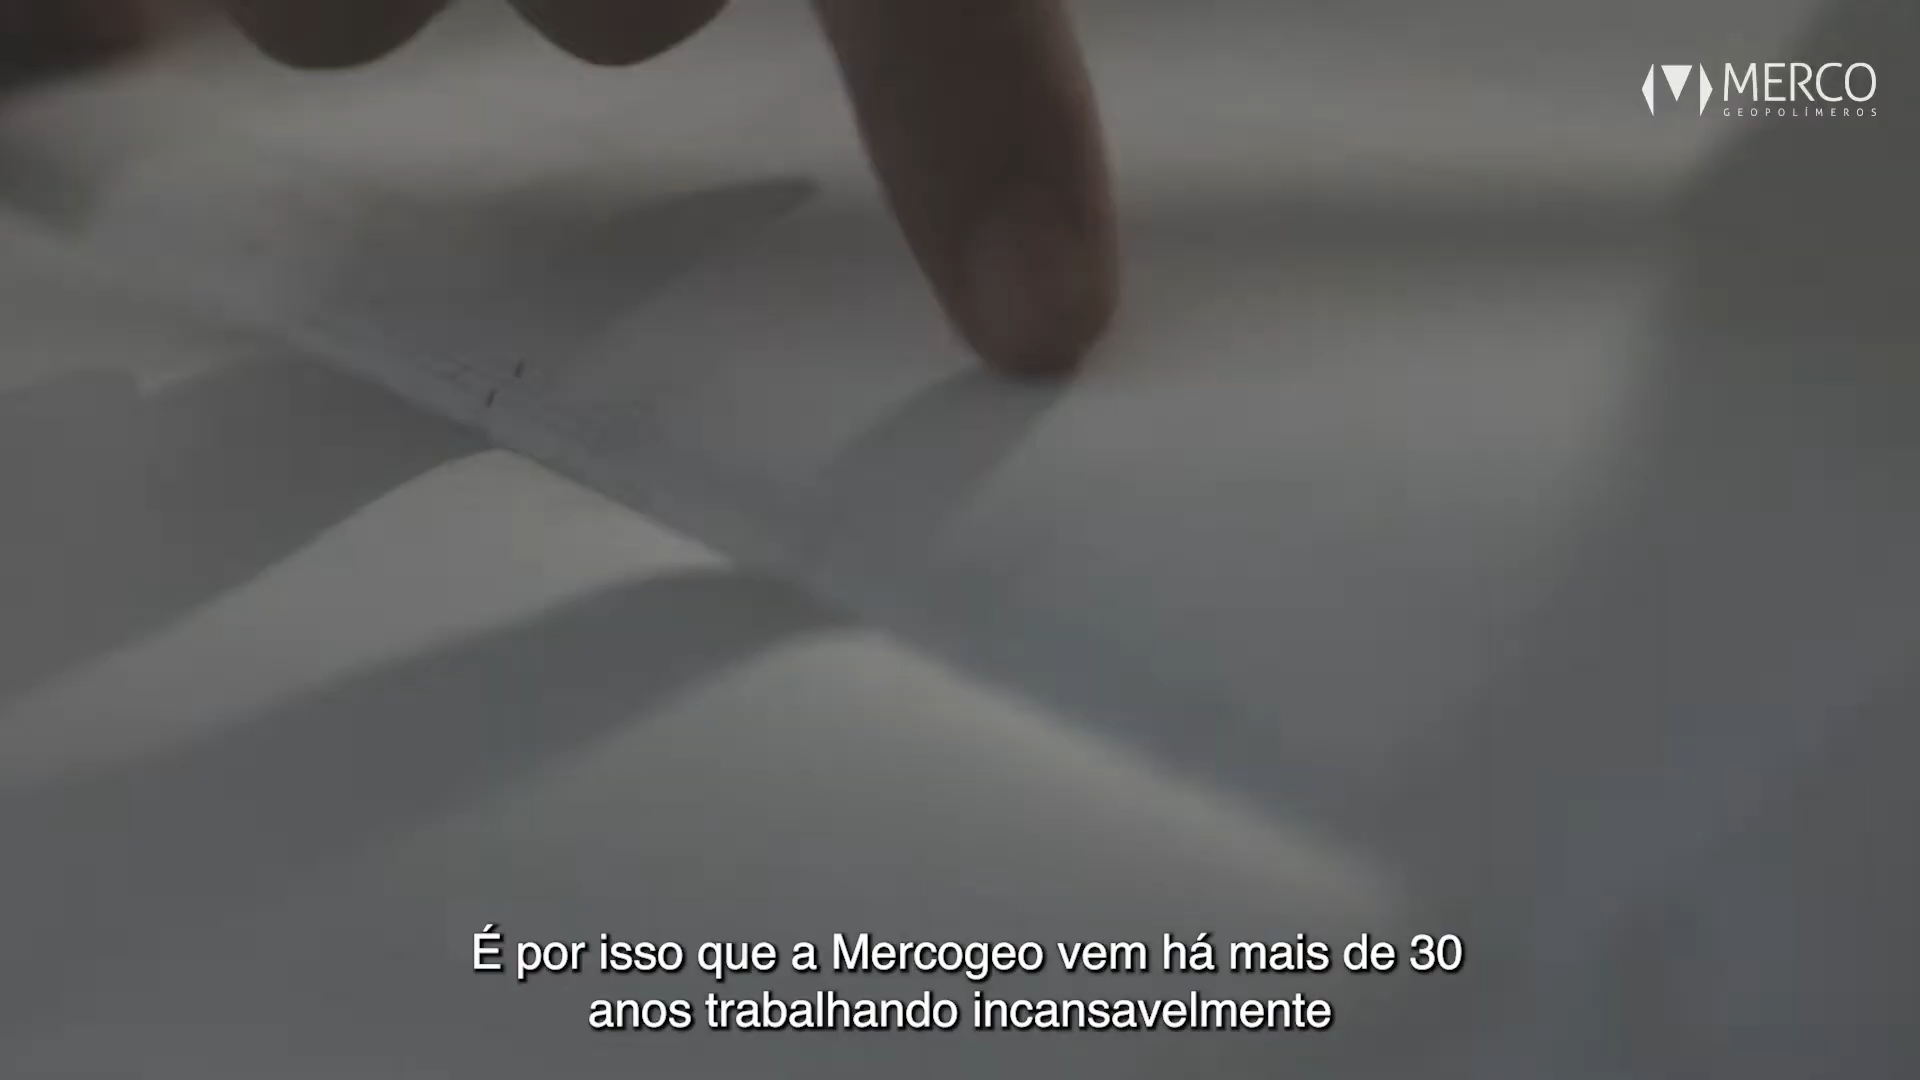 MERCO
GEOPOLÍMEROS
É por isso que a Mercogeo vem há mais de 30
anos trabalhando incansavelmente